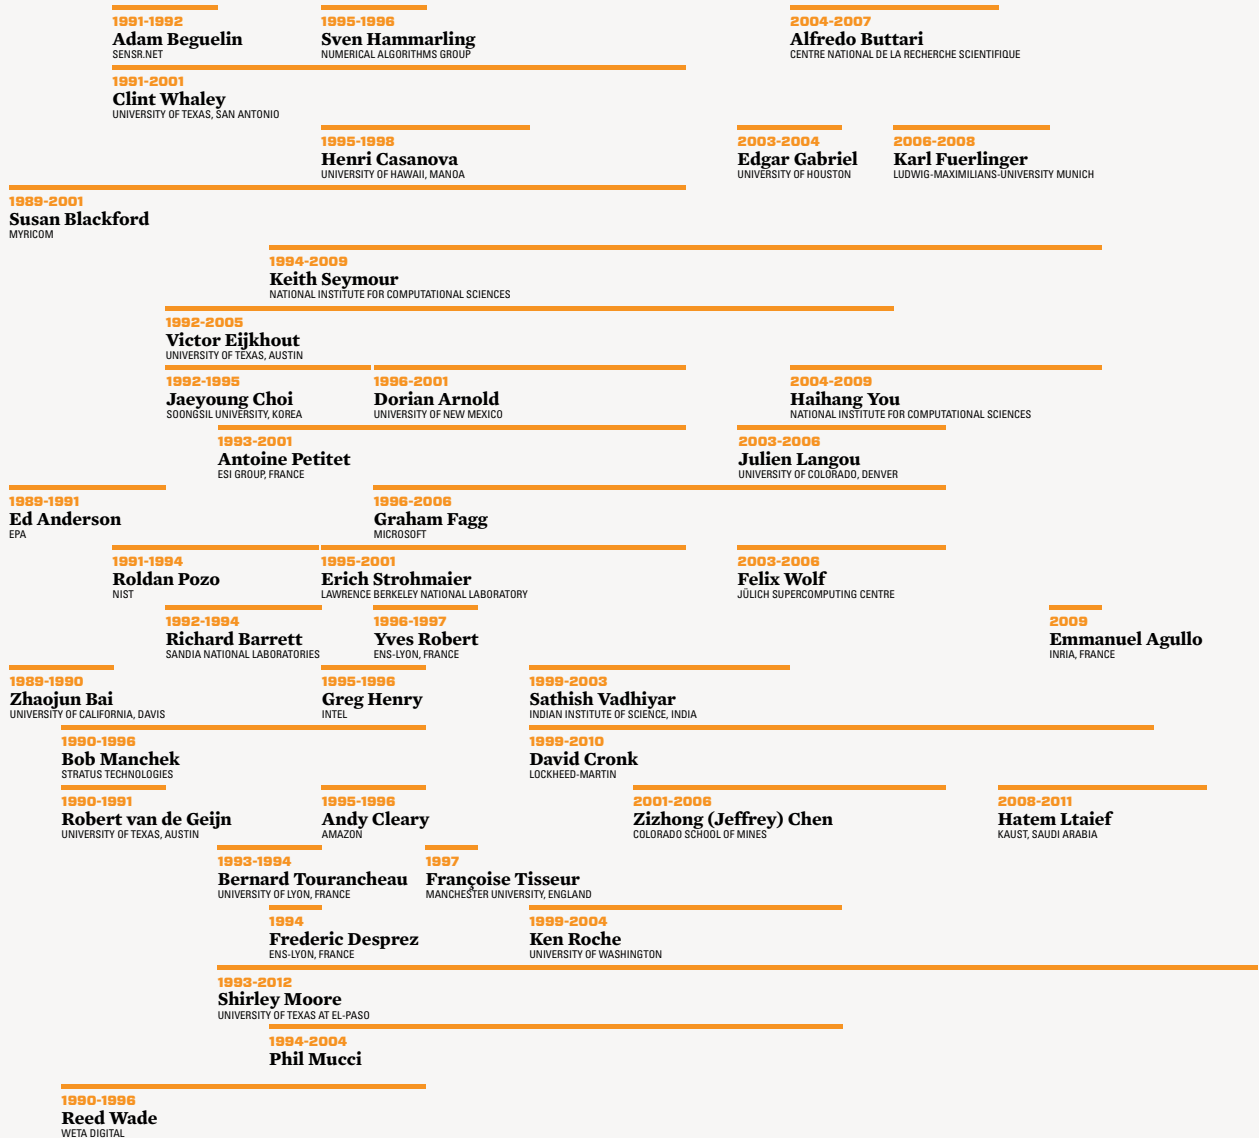 1991-1992
Adam Beguelin
SENSR.NET
1995-1996
Sven Hammarling
NUMERICAL ALGORITHMS GROUP
2004-2007
Alfredo Buttari
CENTRE NATIONAL DE LA RECHERCHE SCIENTIFIQUE
1991-2001
Clint Whaley
UNIVERSITY OF TEXAS, SAN ANTONIO
1995-1998
Henri Casanova
UNIVERSITY OF HAWAII, MANOA
2003-2004
Edgar Gabriel
UNIVERSITY OF HOUSTON
2006-2008
Karl Fuerlinger
LUDWIG-MAXIMILIANS-UNIVERSITY MUNICH
1989-2001
Susan Blackford
MYRICOM
1994-2009
Keith Seymour
NATIONAL INSTITUTE FOR COMPUTATIONAL SCIENCES
1992-2005
Victor Eijkhout
UNIVERSITY OF TEXAS, AUSTIN
1992-1995
Jaeyoung Choi
SOONGSIL UNIVERSITY, KOREA
1996-2001
Dorian Arnold
UNIVERSITY OF NEW MEXICO
2004-2009
Haihang You
NATIONAL INSTITUTE FOR COMPUTATIONAL SCIENCES
1993-2001
Antoine Petitet
ESI GROUP, FRANCE
2003-2006
Julien Langou
UNIVERSITY OF COLORADO, DENVER
1989-1991
Ed Anderson
EPA
1996-2006
Graham Fagg
MICROSOFT
1991-1994
Roldan Pozo
NIST
1995-2001
Erich Strohmaier
LAWRENCE BERKELEY NATIONAL LABORATORY
2003-2006
Felix Wolf
JÜLICH SUPERCOMPUTING CENTRE
1992-1994
Richard Barrett
SANDIA NATIONAL LABORATORIES
1996-1997
Yves Robert
ENS-LYON, FRANCE
2009
Emmanuel Agullo
INRIA, FRANCE
1989-1990
Zhaojun Bai
UNIVERSITY OF CALIFORNIA, DAVIS
1995-1996
Greg Henry
INTEL
1999-2003
Sathish Vadhiyar
INDIAN INSTITUTE OF SCIENCE, INDIA
1990-1996
Bob Manchek
STRATUS TECHNOLOGIES
1999-2010
David Cronk
LOCKHEED-MARTIN
1990-1991
Robert van de Geijn
UNIVERSITY OF TEXAS, AUSTIN
1995-1996
Andy Cleary
AMAZON
2001-2006
Zizhong (Jeffrey) Chen
COLORADO SCHOOL OF MINES
2008-2011
Hatem Ltaief
KAUST, SAUDI ARABIA
1993-1994
Bernard Tourancheau
UNIVERSITY OF LYON, FRANCE
1997
Françoise Tisseur
MANCHESTER UNIVERSITY, ENGLAND
1994
Frederic Desprez
ENS-LYON, FRANCE
1999-2004
Ken Roche
UNIVERSITY OF WASHINGTON
1993-2012
Shirley Moore
UNIVERSITY OF TEXAS AT EL-PASO
1994-2004
Phil Mucci
1990-1996
Reed Wade
WETA DIGITAL